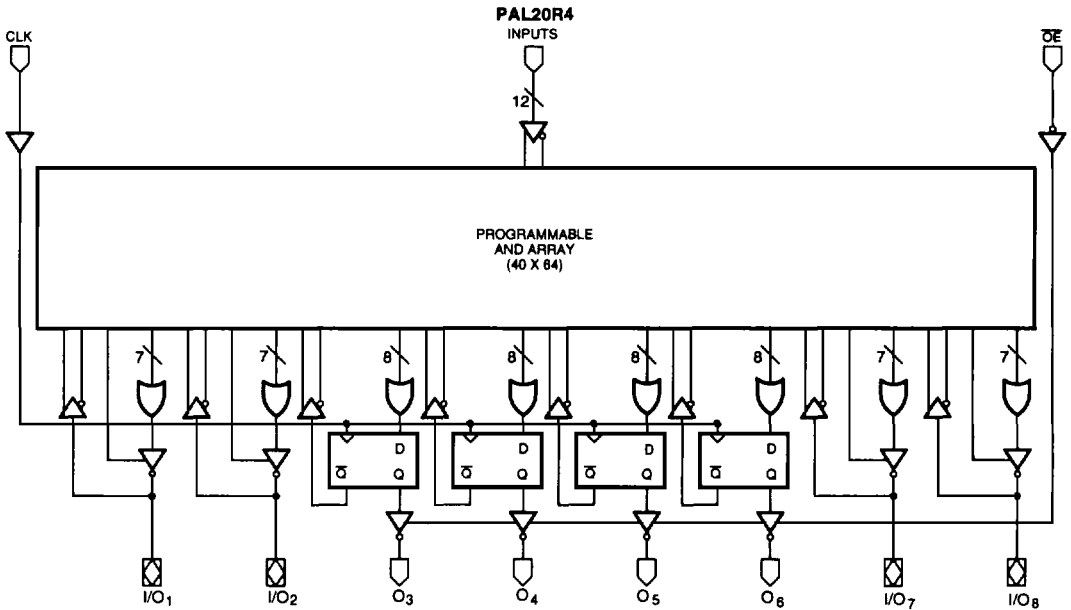 PAL20R4
INPUTS
CLK
OE
12
PROGRAMMABLE
AND ARRAY
(40 X 64)
7 7 8 8 8 8 7 7
D D D D
Q Q Q Q Q Q Q Q
I/O1 I/O2 O3 O4 O5 O6 I/O7 I/O8